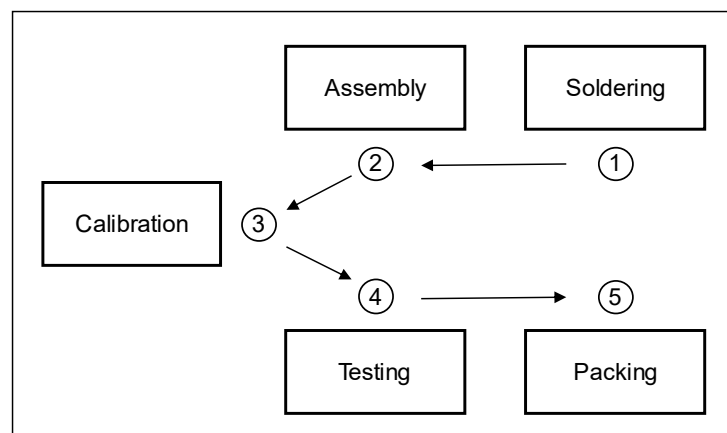 Assembly
Soldering
2
1
Calibration
3
4
5
Testing
Packing